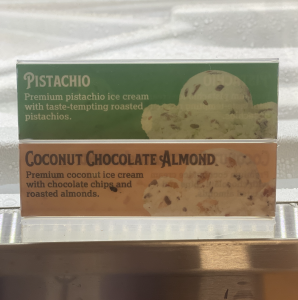 PISTACHIO
Premium pistachio ice cream
with taste-tempting roasted
pistachios.
COCONUT CHOCOLATE ALMOND
Premium coconut ice cream
with chocolate chips and
roasted almonds.